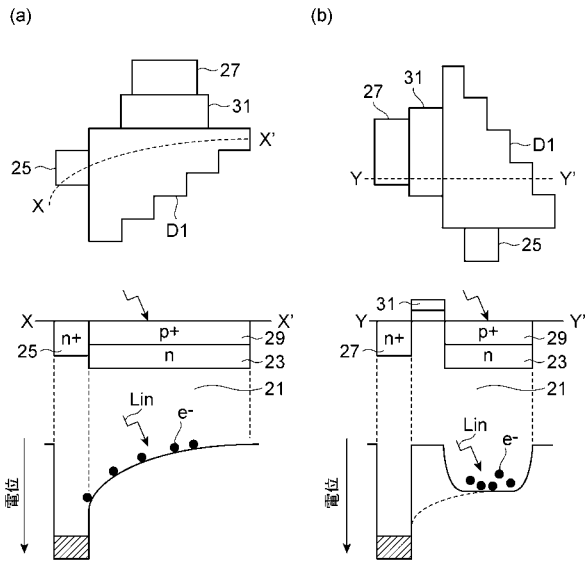 (a)
27
31
25
X'
X
D1
X
X'
n+
p+
29
25
n
23
21
Lin
e-
電位
(b)
31
27
D1
Y
Y'
25
31
Y
Y'
n+
p+
29
27
n
23
21
Lin
e-
電位